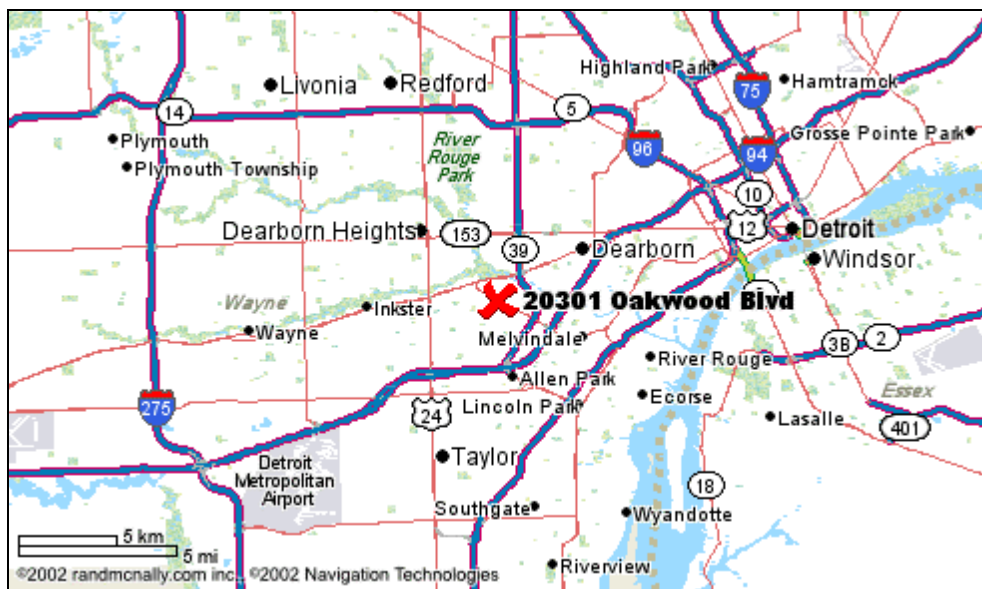 Highland Park
75
Hamtramck
Livonia
Redford
14
5
Plymouth
Plymouth Township
River
Rouge
Park
96
94
Grosse Pointe Park
10
12
Detroit
Dearborn Heights
153
39
Dearborn
Windsor
Wayne
Inkster
Wayne
20301 Oakwood Blvd
Melvindale
River Rouge
3B
2
Allen Park
275
24
Lincoln Park
Ecorse
Essex
Lasalle
401
Detroit
Metropolitan
Airport
Taylor
18
Southgate
Wyandotte
Riverview
5 km
5 mi
©2002 randmcnally.com inc., ©2002 Navigation Technologies